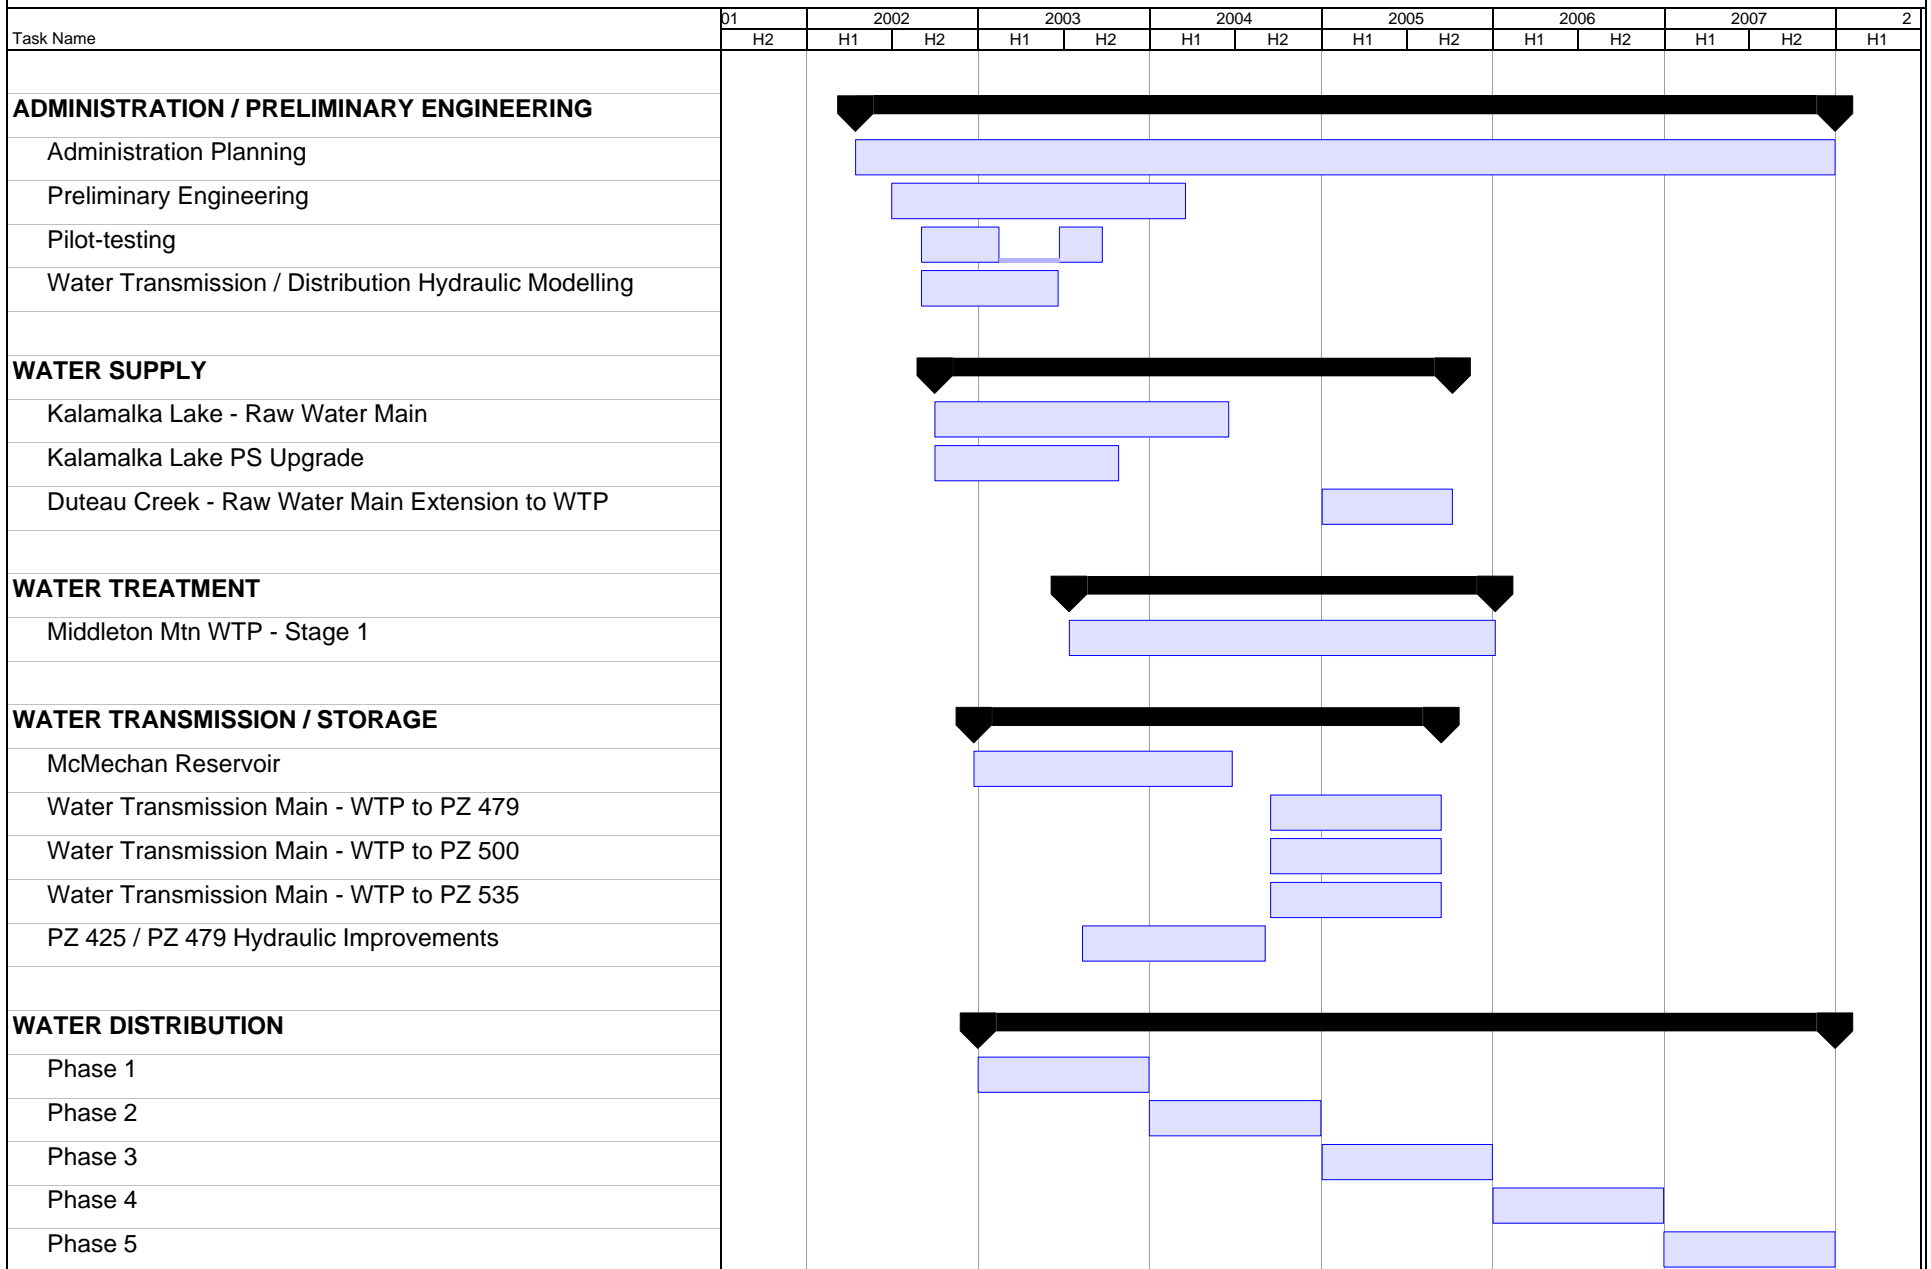 01 2002 2003 2004 2005 2006 2007 2
Task Name H2 H1 H2 H1 H2 H1 H2 H1 H2 H1 H2 H1 H2 H1
ADMINISTRATION / PRELIMINARY ENGINEERING
Administration Planning
Preliminary Engineering
Pilot-testing
Water Transmission / Distribution Hydraulic Modelling
WATER SUPPLY
Kalamalka Lake - Raw Water Main
Kalamalka Lake PS Upgrade
Duteau Creek - Raw Water Main Extension to WTP
WATER TREATMENT
Middleton Mtn WTP - Stage 1
WATER TRANSMISSION / STORAGE
McMechan Reservoir
Water Transmission Main - WTP to PZ 479
Water Transmission Main - WTP to PZ 500
Water Transmission Main - WTP to PZ 535
PZ 425 / PZ 479 Hydraulic Improvements
WATER DISTRIBUTION
Phase 1
Phase 2
Phase 3
Phase 4
Phase 5